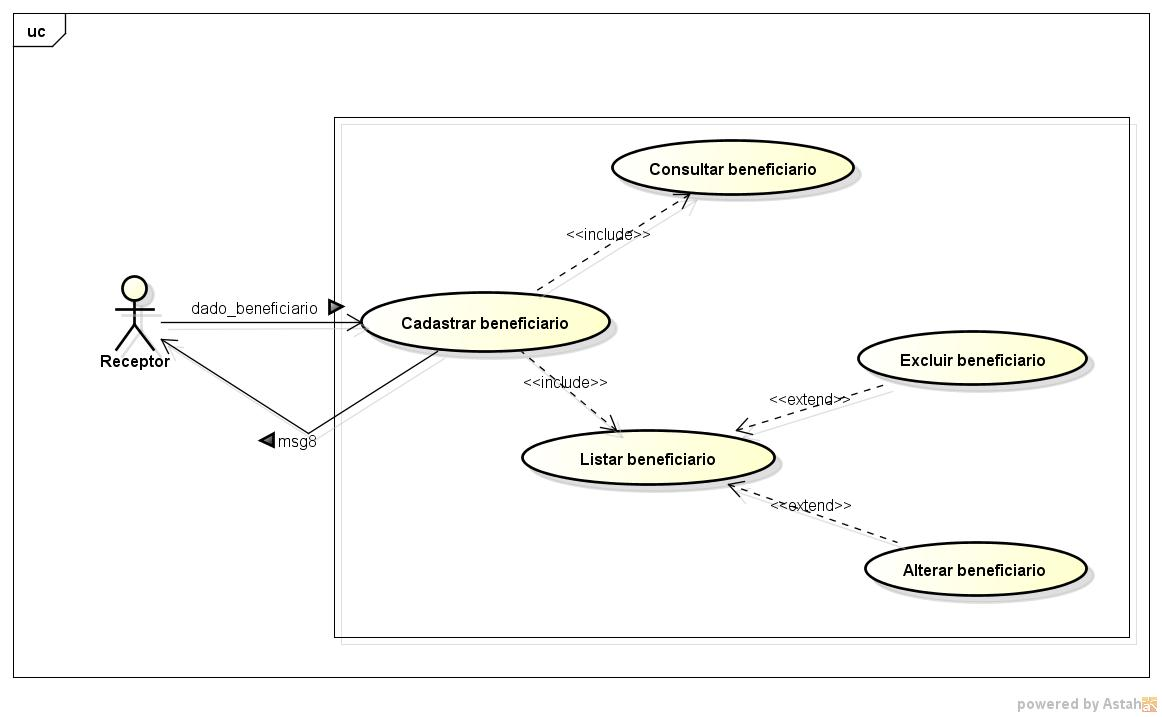 uc
Consultar beneficiario
<<include>>
dado_beneficiario
Cadastrar beneficiario
Receptor
Excluir beneficiario
<<include>>
<<extend>>
msg8
Listar beneficiario
<<extend>>
Alterar beneficiario
powered by Astah